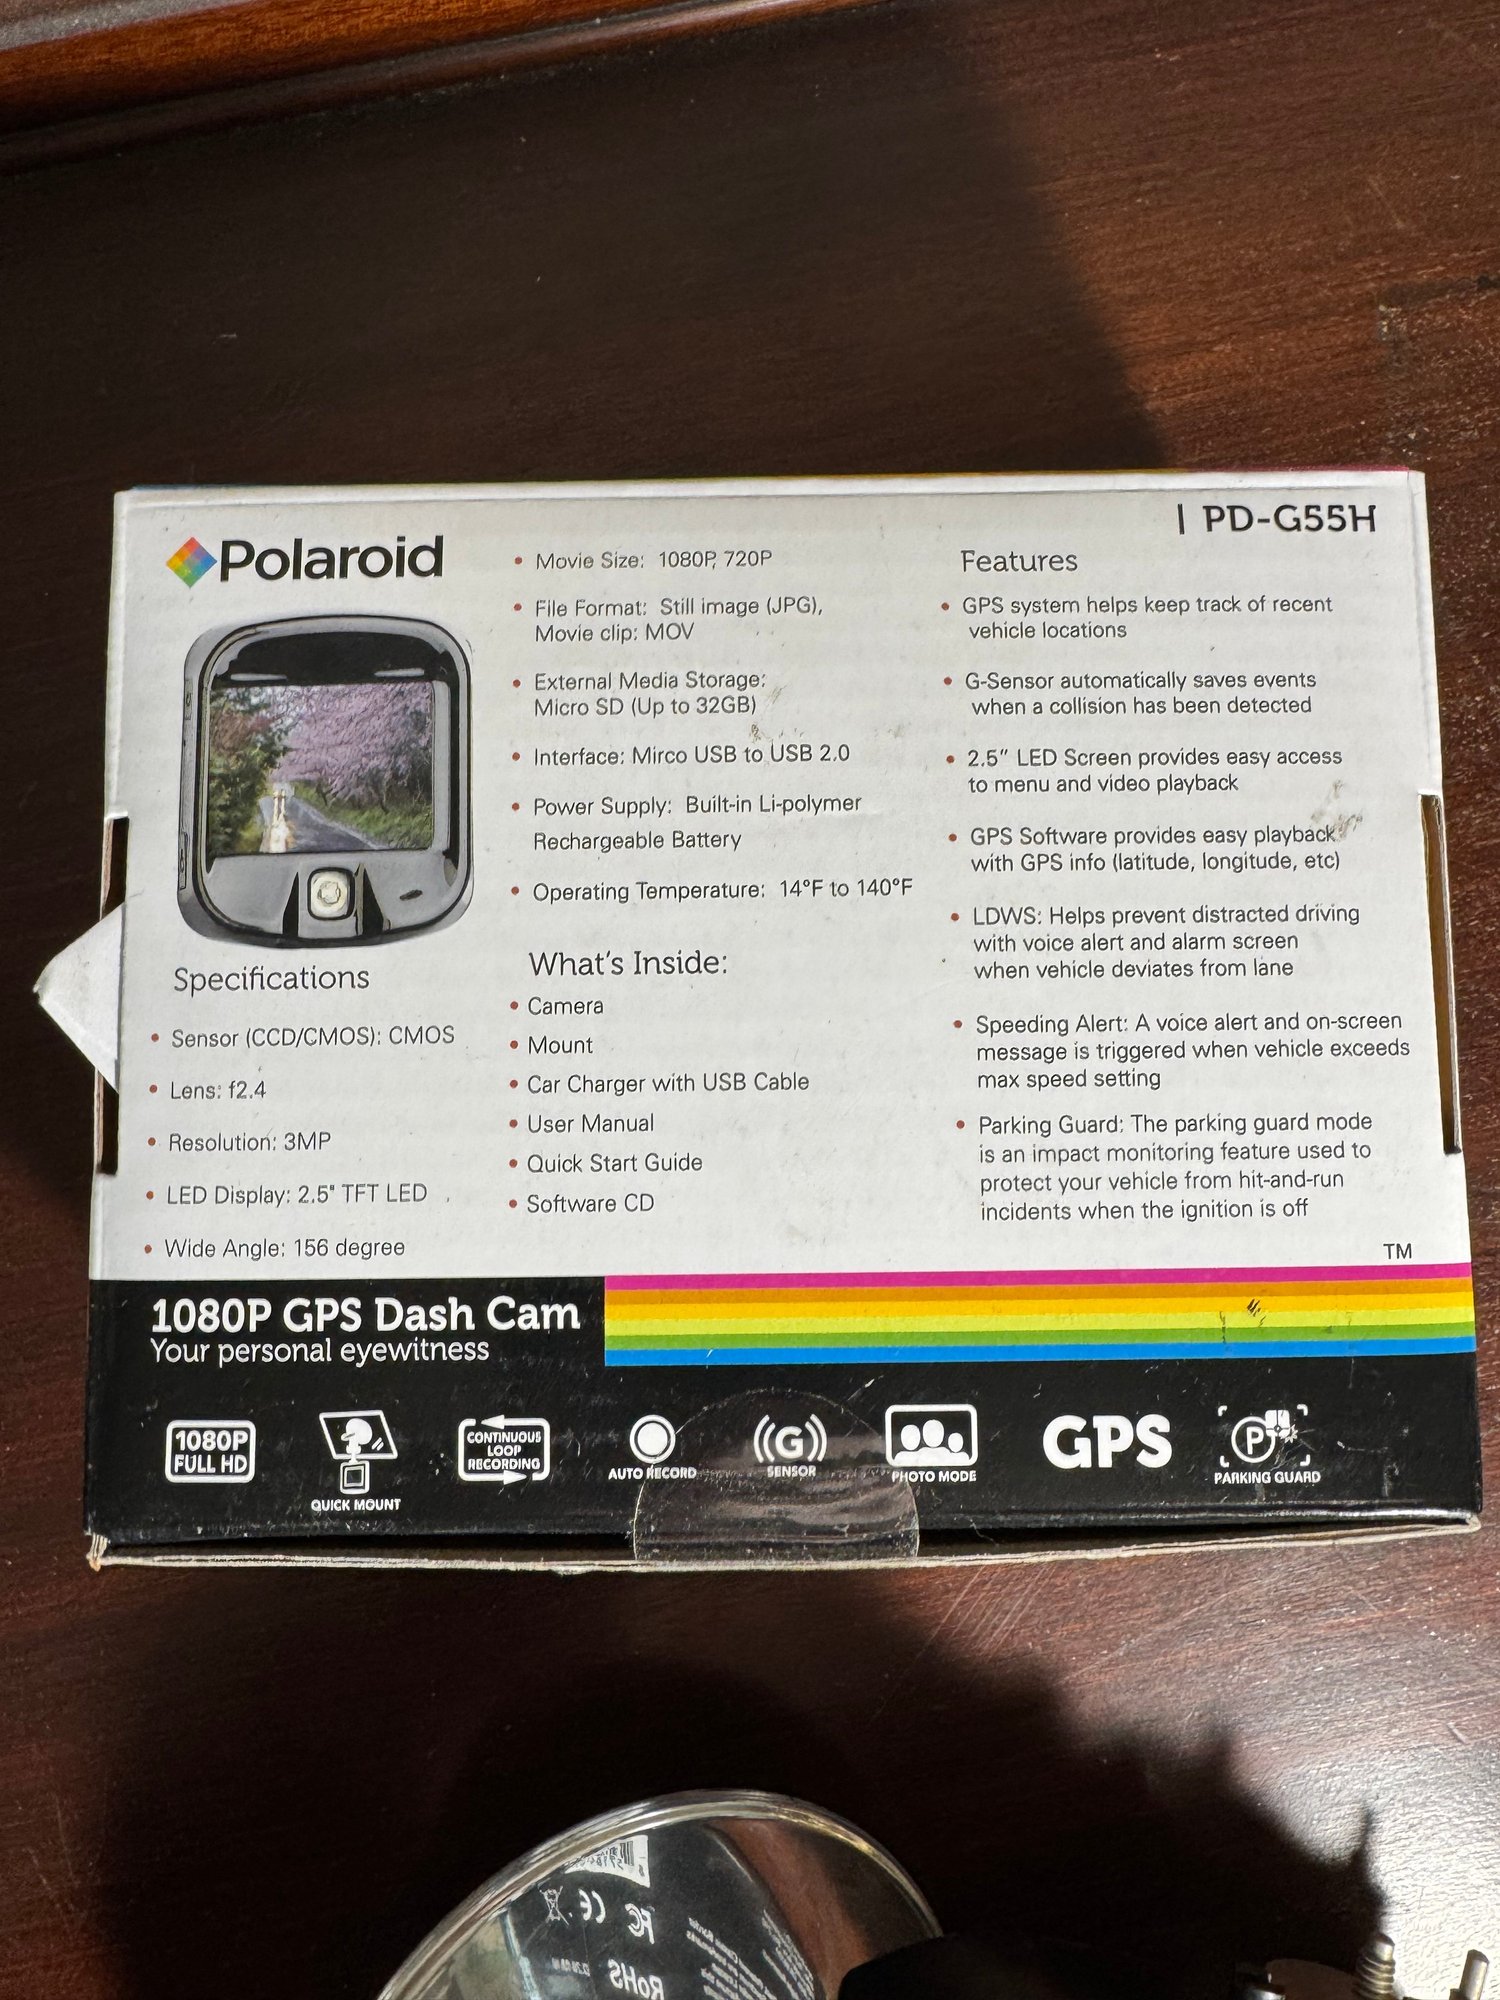 | PD-G55H
Polaroid
Specifications
• Sensor (CCD/CMOS): CMOS
• Lens: f2.4
• Resolution: 3MP
• LED Display: 2.5" TFT LED
• Wide Angle: 156 degree
• Movie Size: 1080P, 720P
• File Format: Still image (JPG),
Movie clip: MOV
• External Media Storage:
Micro SD (Up to 32GB)
• Interface: Mirco USB to USB 2.0
• Power Supply: Built-in Li-polymer
Rechargeable Battery
• Operating Temperature: 14°F to 140°F
What's Inside:
• Camera
• Mount
• Car Charger with USB Cable
• User Manual
• Quick Start Guide
• Software CD
Features
• GPS system helps keep track of recent
vehicle locations
• G-Sensor automatically saves events
when a collision has been detected
• 2.5" LED Screen provides easy access
to menu and video playback
• GPS Software provides easy playback
with GPS info (latitude, longitude, etc)
• LDWS: Helps prevent distracted driving
with voice alert and alarm screen
when vehicle deviates from lane
• Speeding Alert: A voice alert and on-screen
message is triggered when vehicle exceeds
max speed setting
• Parking Guard: The parking guard mode
is an impact monitoring feature used to
protect your vehicle from hit-and-run
incidents when the ignition is off
TM
1080P GPS Dash Cam
Your personal eyewitness
1080P
FULL HD
QUICK MOUNT
CONTINUOUS
LOOP
RECORDING
AUTO RECORD
G
SENSOR
PHOTO MODE
GPS
P
PARKING GUARD
FC CE
RoHS